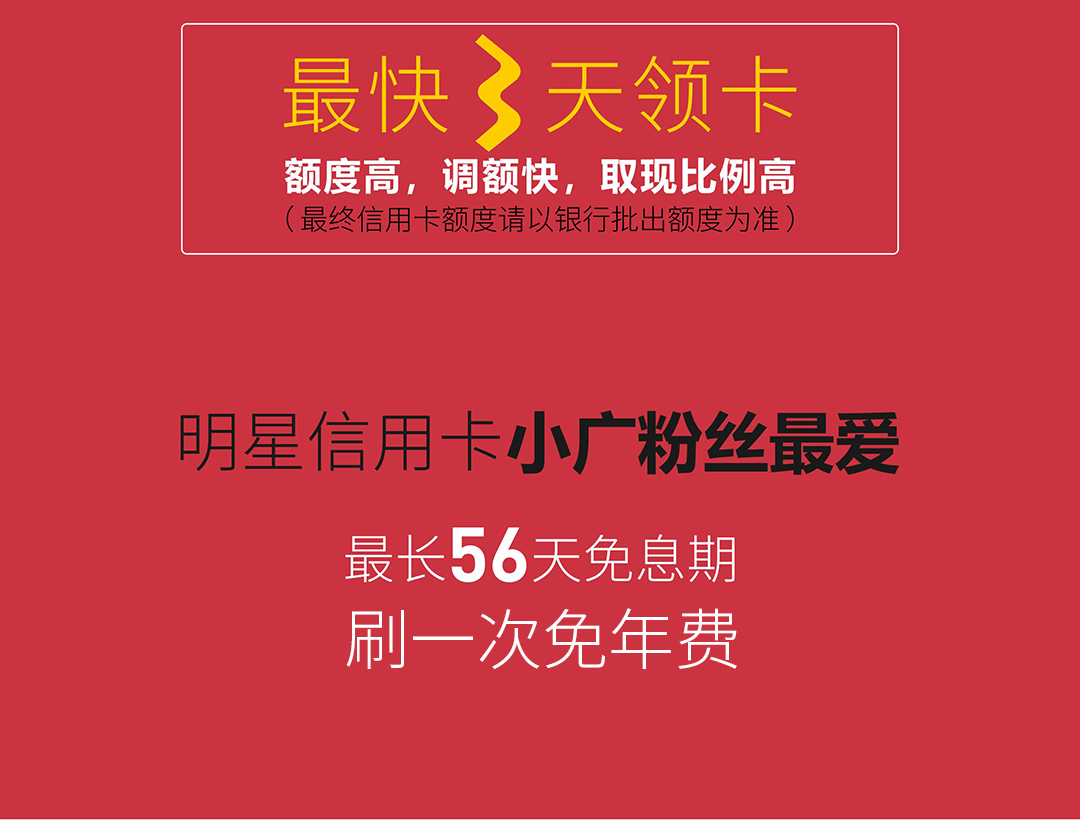 最快3天领卡
额度高，调额快，取现比例高
（最终信用卡额度请以银行批出额度为准）
明星信用卡小广粉丝最爱
最长56天免息期
刷一次免年费